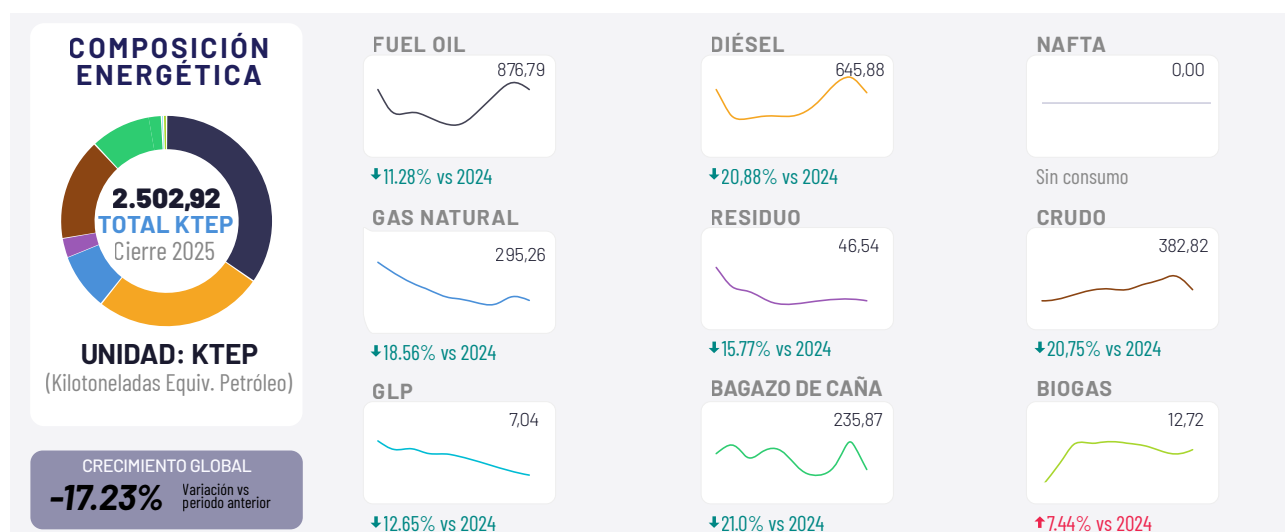 COMPOSICIÓN
ENERGÉTICA
2.502,92
TOTAL KTEP
Cierre 2025
UNIDAD: KTEP
(Kilotoneladas Equiv. Petróleo)
CRECIMIENTO GLOBAL
-17.23%
Variación vs
periodo anterior
FUEL OIL
876,79
11.28% vs 2024
DIÉSEL
645,88
20,88% vs 2024
NAFTA
0,00
Sin consumo
GAS NATURAL
295,26
18.56% vs 2024
RESIDUO
46,54
15.77% vs 2024
CRUDO
382,82
20,75% vs 2024
GLP
7,04
12.65% vs 2024
BAGAZO DE CAÑA
235,87
21.0% vs 2024
BIOGAS
12,72
7.44% vs 2024